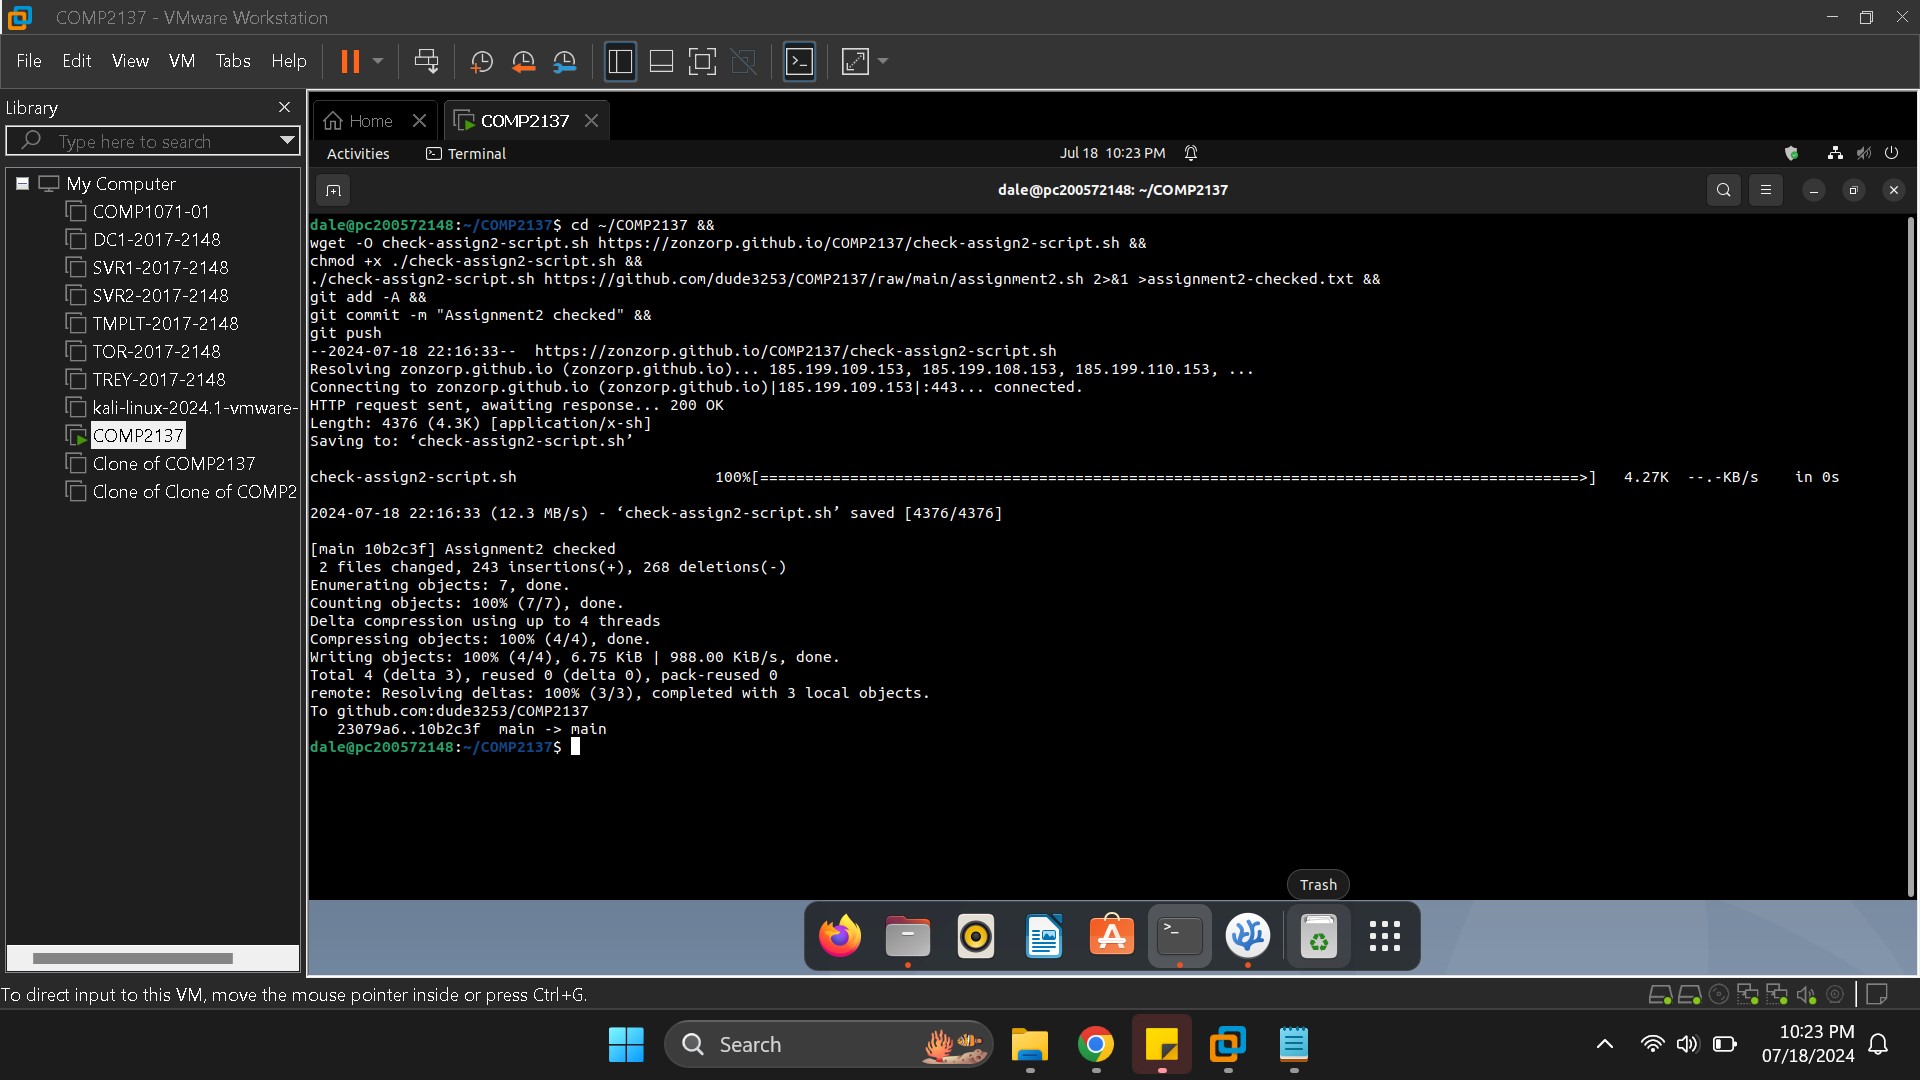 COMP2137 - VMware Workstation
File Edit View VM Tabs Help
Library
Type here to search
My Computer
COMP1071-01
DC1-2017-2148
SVR1-2017-2148
SVR2-2017-2148
TMPLT-2017-2148
TOR-2017-2148
TREY-2017-2148
kali-linux-2024.1-vmware-
COMP2137
Clone of COMP2137
Clone of Clone of COMP2
Home COMP2137
Activities Terminal Jul 18 10:23 PM
dale@pc200572148: ~/COMP2137
dale@pc200572148:~/COMP2137$ cd ~/COMP2137 &&
wget -O check-assign2-script.sh https://zonzorp.github.io/COMP2137/check-assign2-script.sh &&
chmod +x ./check-assign2-script.sh &&
./check-assign2-script.sh https://github.com/dude3253/COMP2137/raw/main/assignment2.sh 2>&1 >assignment2-checked.txt &&
git add -A &&
git commit -m "Assignment2 checked" &&
git push
--2024-07-18 22:16:33-- https://zonzorp.github.io/COMP2137/check-assign2-script.sh
Resolving zonzorp.github.io (zonzorp.github.io)... 185.199.109.153, 185.199.108.153, 185.199.110.153, ...
Connecting to zonzorp.github.io (zonzorp.github.io)|185.199.109.153|:443... connected.
HTTP request sent, awaiting response... 200 OK
Length: 4376 (4.3K) [application/x-sh]
Saving to: ‘check-assign2-script.sh’
check-assign2-script.sh 100%[===========================================================================================>] 4.27K --.-KB/s in 0s
2024-07-18 22:16:33 (12.3 MB/s) - ‘check-assign2-script.sh’ saved [4376/4376]
[main 10b2c3f] Assignment2 checked
2 files changed, 243 insertions(+), 268 deletions(-)
Enumerating objects: 7, done.
Counting objects: 100% (7/7), done.
Delta compression using up to 4 threads
Compressing objects: 100% (4/4), done.
Writing objects: 100% (4/4), 6.75 KiB | 988.00 KiB/s, done.
Total 4 (delta 3), reused 0 (delta 0), pack-reused 0
remote: Resolving deltas: 100% (3/3), completed with 3 local objects.
To github.com:dude3253/COMP2137
23079a6..10b2c3f main -> main
dale@pc200572148:~/COMP2137$
Trash
To direct input to this VM, move the mouse pointer inside or press Ctrl+G.
Search
10:23 PM
07/18/2024